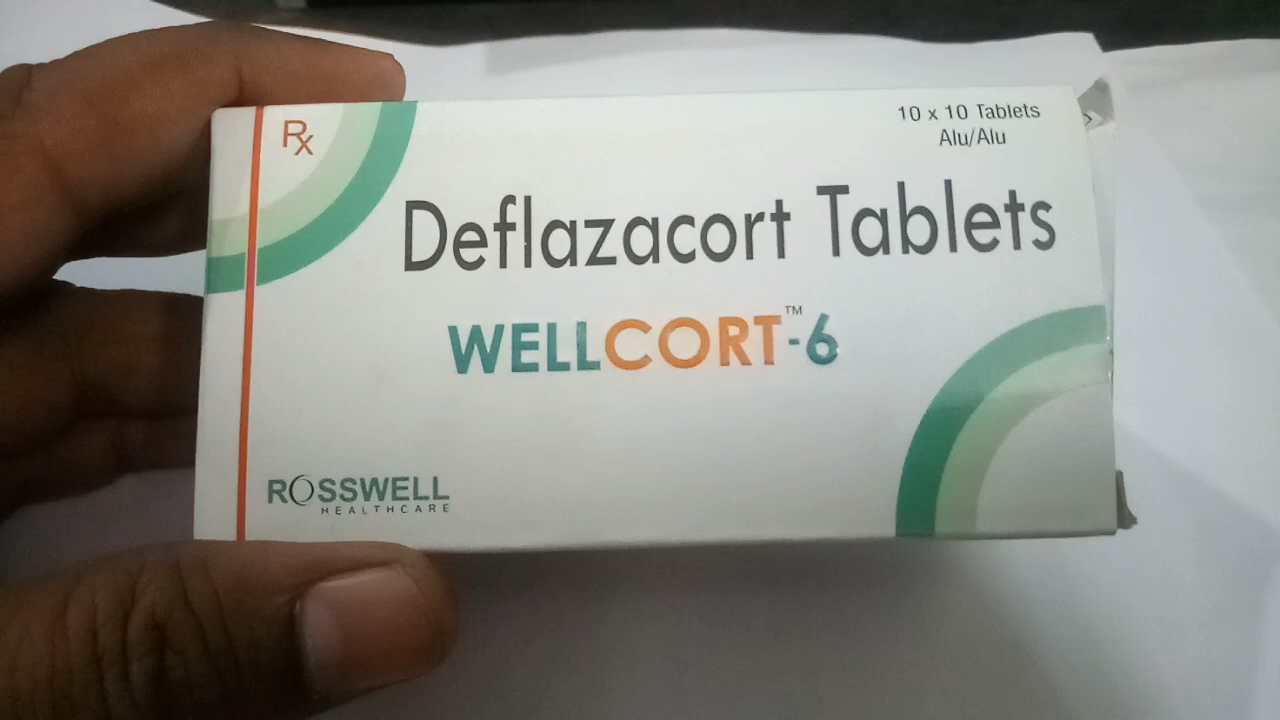 Rx
10 x 10 Tablets
Alu/Alu
Deflazacort Tablets
WELLCORT™-6
ROSSWELL
HEALTHCARE